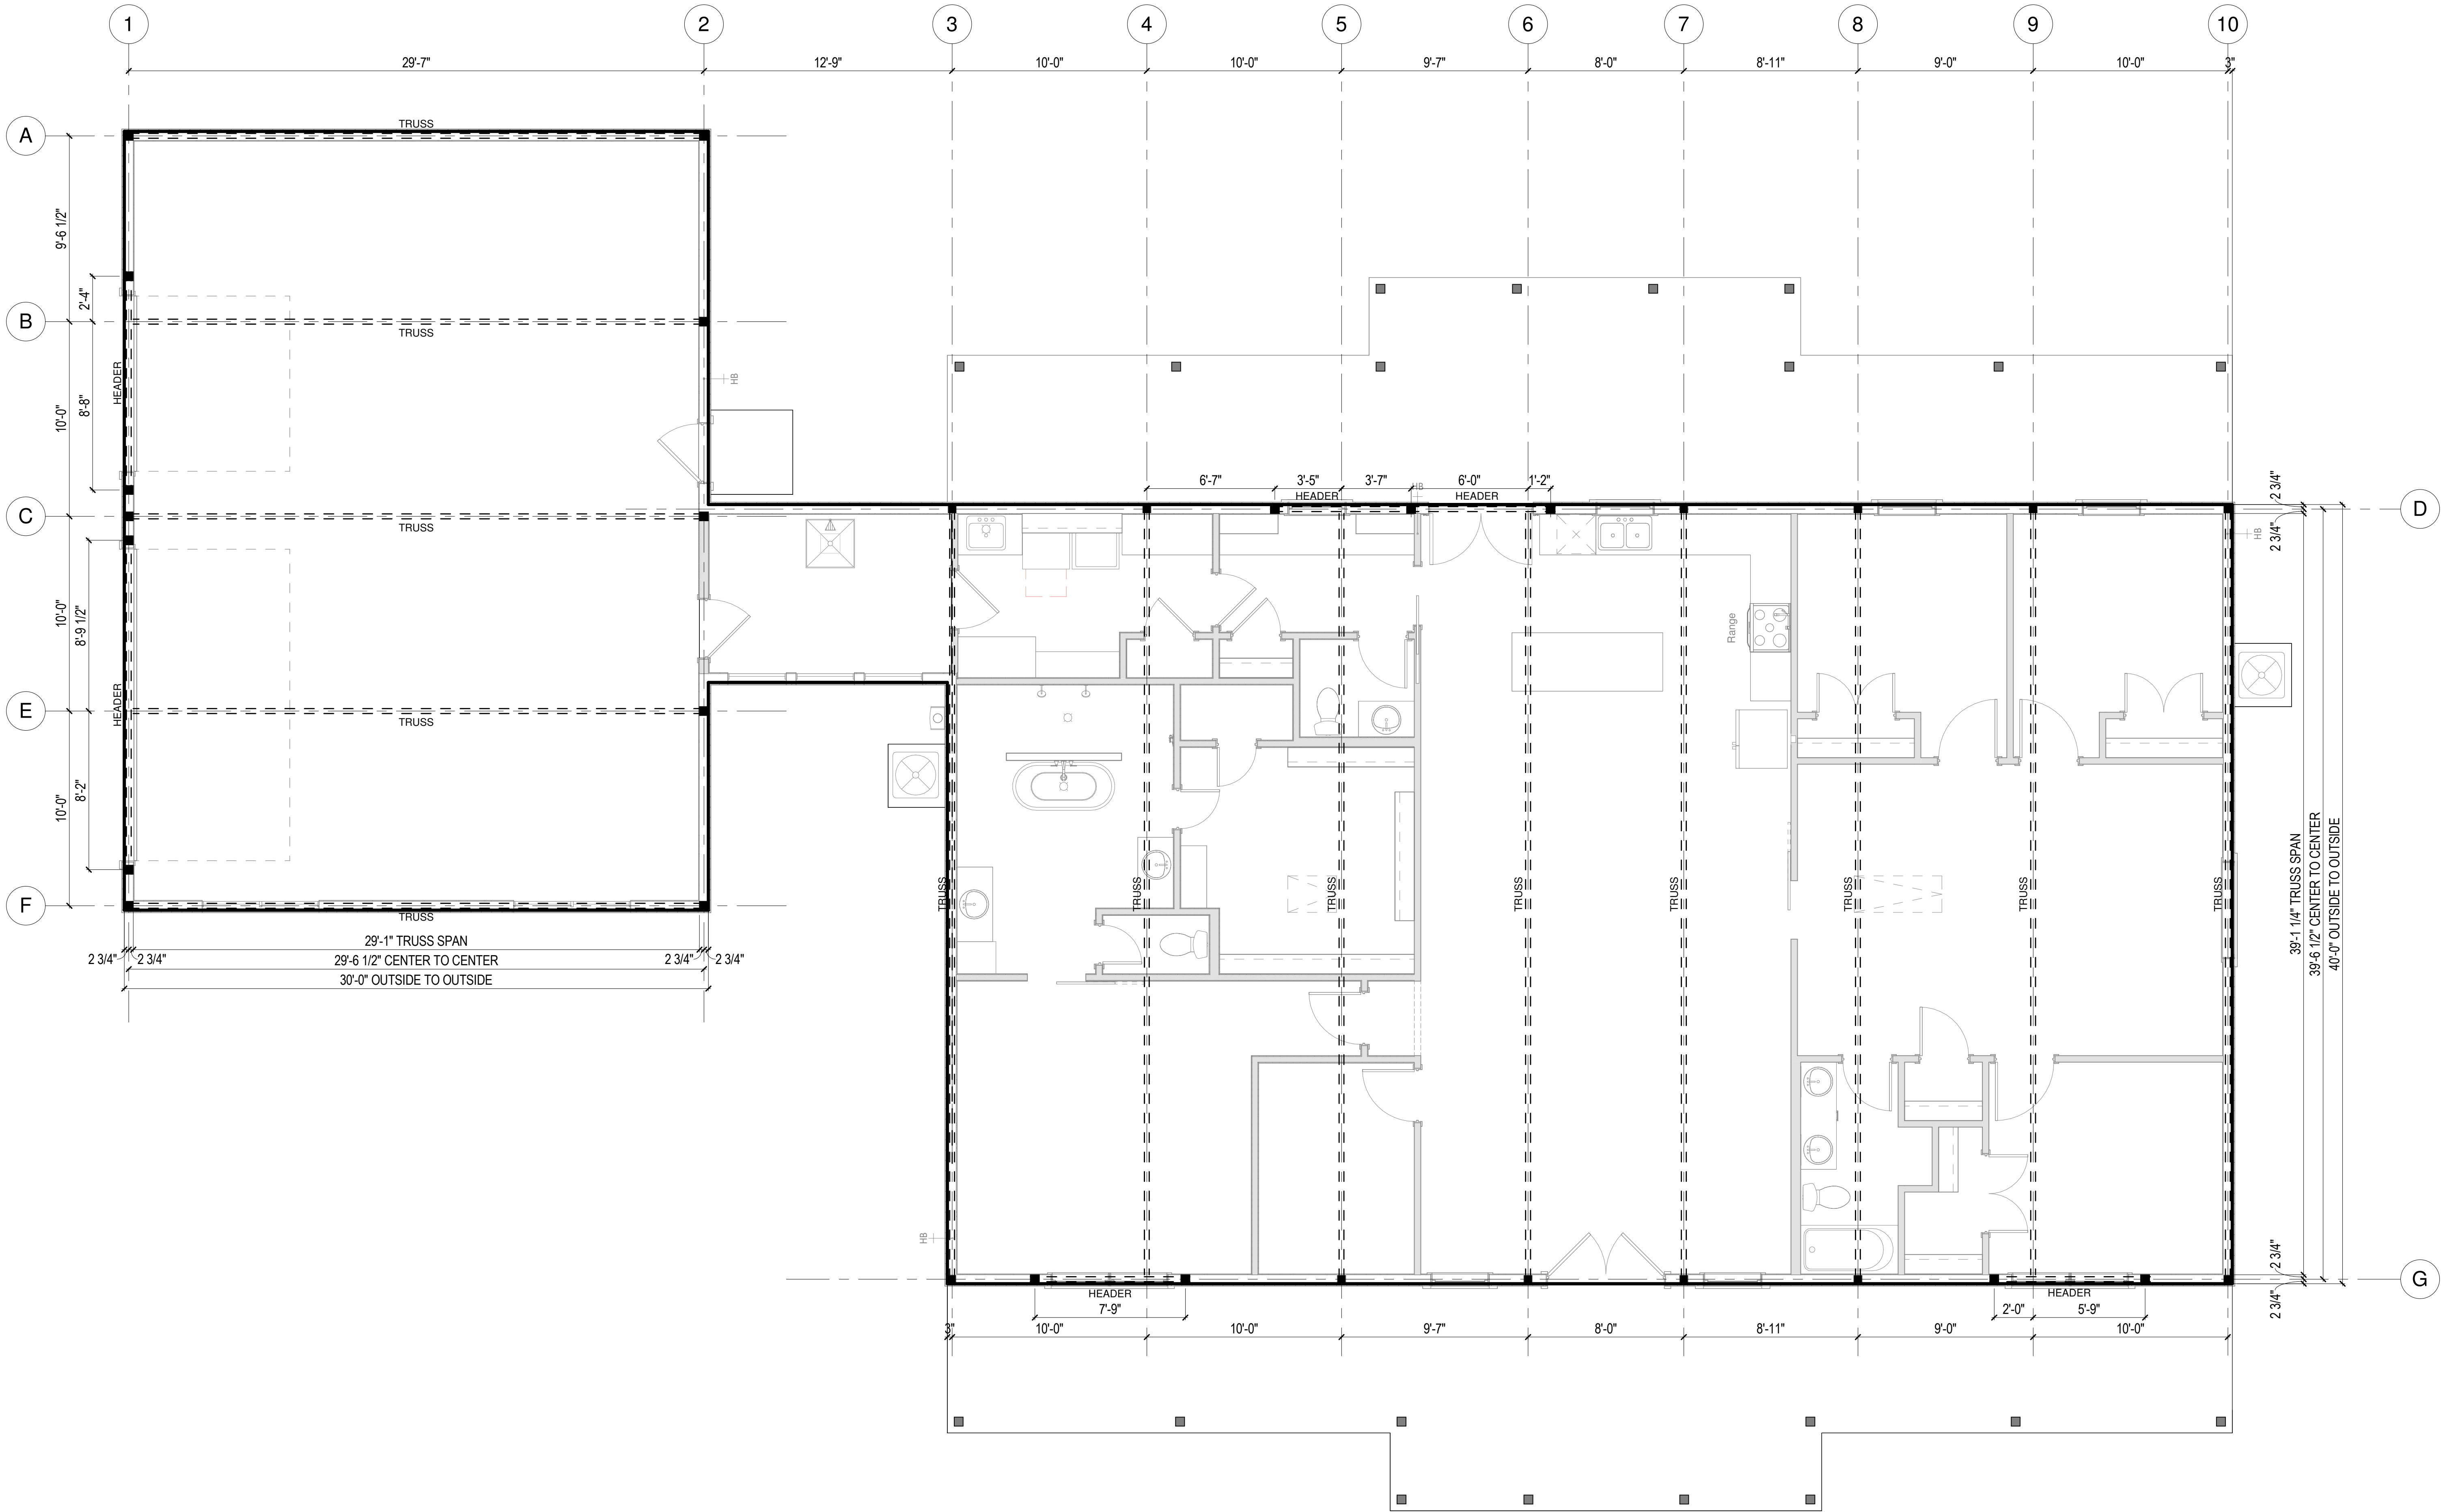 1 2 3 4 5 6 7 8 9 10
29'-7" 12'-9" 10'-0" 10'-0" 9'-7" 8'-0" 8'-11" 9'-0" 10'-0" 3"
TRUSS
A
9'-6 1/2"
2'-4"
B
TRUSS
HEADER
8'-8"
10'-0"
HB
6'-7" 3'-5" 3'-7" 6'-0" 1'-2"
HB
HEADER HEADER
2 3/4"
C
TRUSS
D
2 3/4"
HB
10'-0"
8'-9 1/2"
Range
HEADER
E
TRUSS
10'-0"
8'-2"
TRUSS TRUSS TRUSS TRUSS TRUSS TRUSS TRUSS TRUSS
39'-1 1/4" TRUSS SPAN
39'-6 1/2" CENTER TO CENTER
40'-0" OUTSIDE TO OUTSIDE
F
TRUSS
29'-1" TRUSS SPAN
2 3/4" 2 3/4" 29'-6 1/2" CENTER TO CENTER 2 3/4" 2 3/4"
30'-0" OUTSIDE TO OUTSIDE
HB
2 3/4"
G
2 3/4"
HEADER HEADER
7'-9" 2'-0" 5'-9"
3" 10'-0" 10'-0" 9'-7" 8'-0" 8'-11" 9'-0" 10'-0"